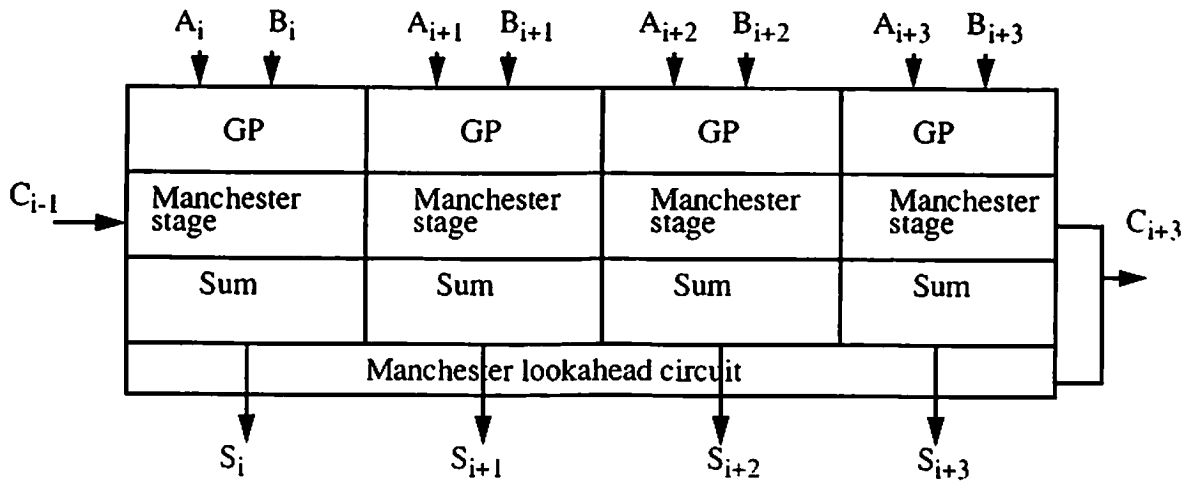 A_i B_i A_{i+1} B_{i+1} A_{i+2} B_{i+2} A_{i+3} B_{i+3}
GP GP GP GP
C_{i-1}
Manchester stage
Manchester stage
Manchester stage
Manchester stage
C_{i+3}
Sum Sum Sum Sum
Manchester lookahead circuit
S_i S_{i+1} S_{i+2} S_{i+3}